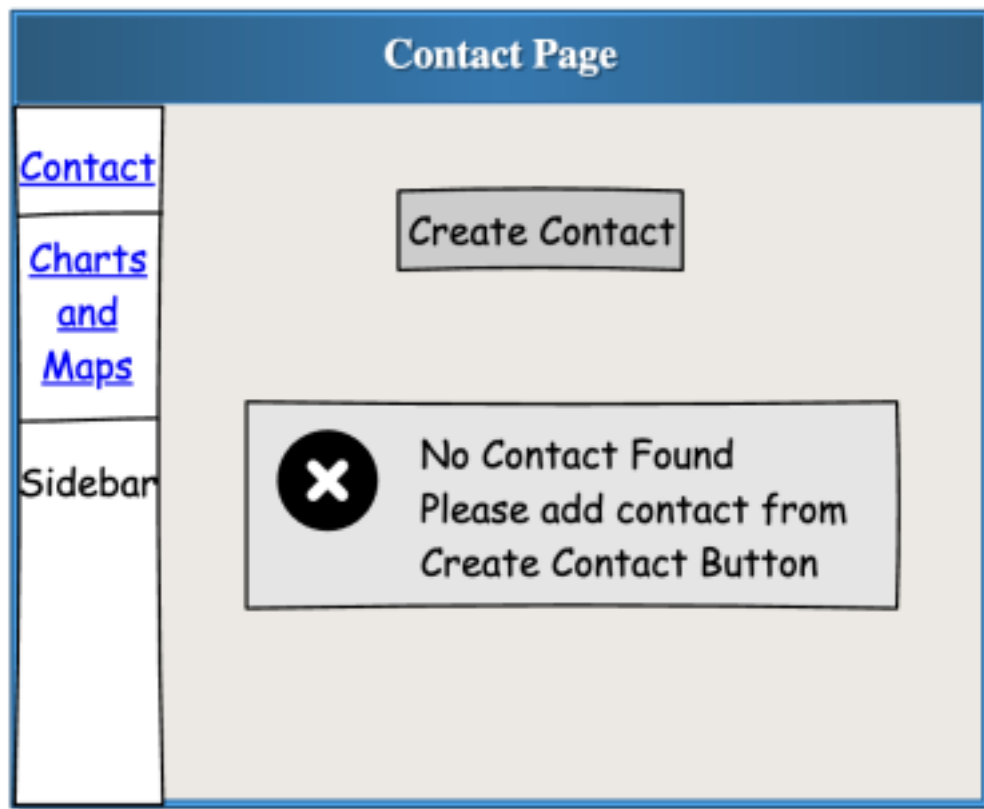 Contact Page
Contact
Charts
and
Maps
Sidebar
Create Contact
No Contact Found
Please add contact from
Create Contact Button